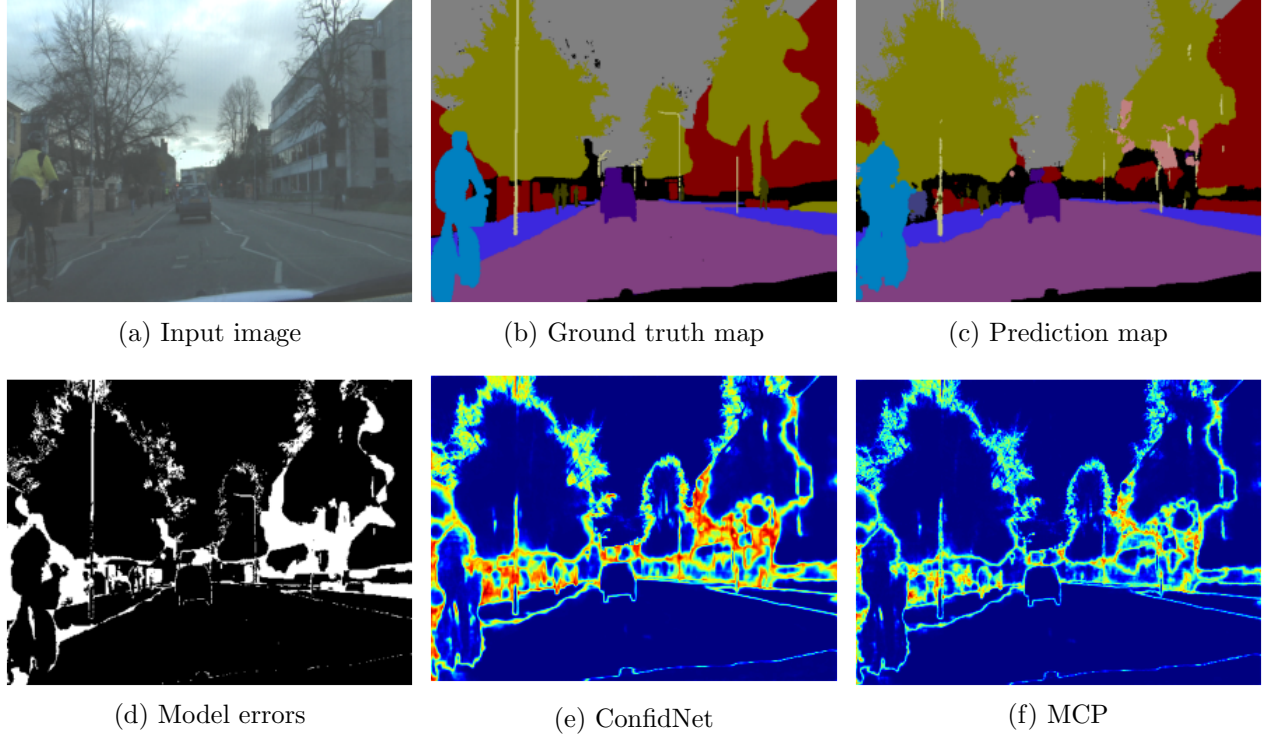 (a) Input image
(b) Ground truth map
(c) Prediction map
(d) Model errors
(e) ConfidNet
(f) MCP